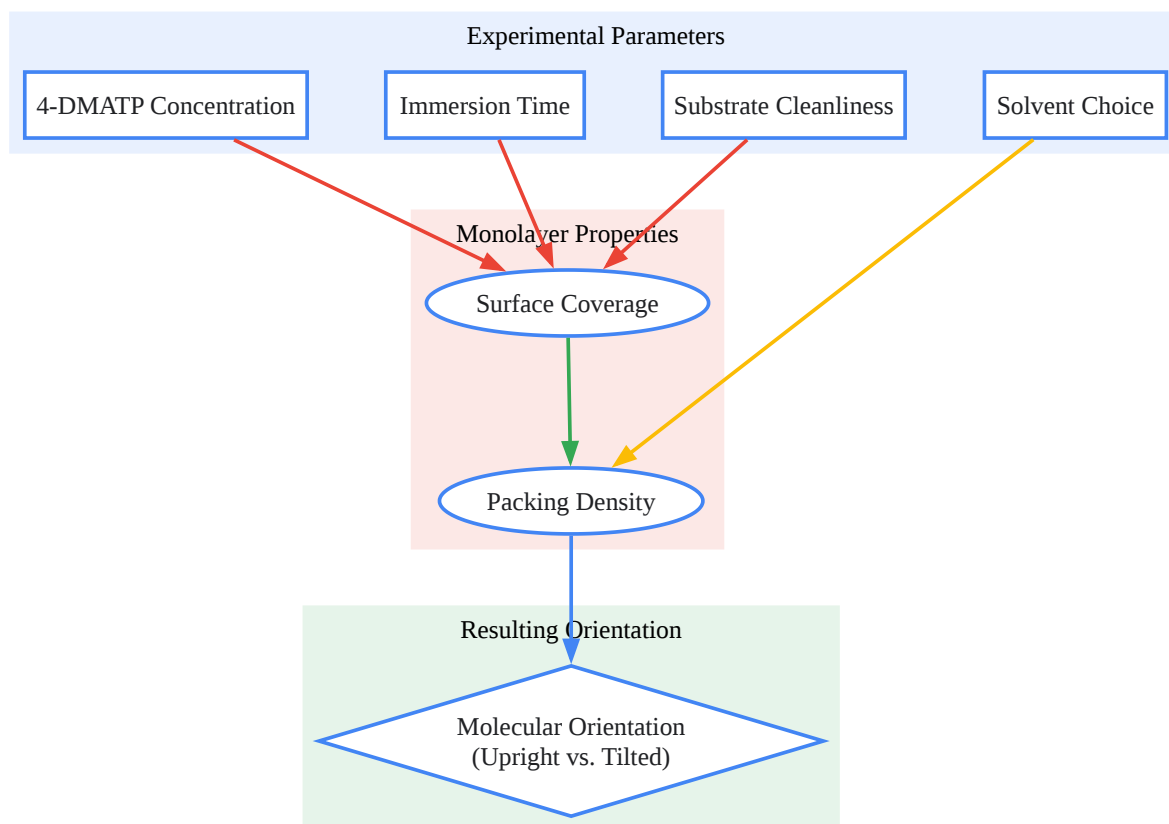 Experimental Parameters
4-DMATP Concentration
Immersion Time
Substrate Cleanliness
Solvent Choice
Monolayer Properties
Surface Coverage
Packing Density
Resulting Orientation
Molecular Orientation
(Upright vs. Tilted)